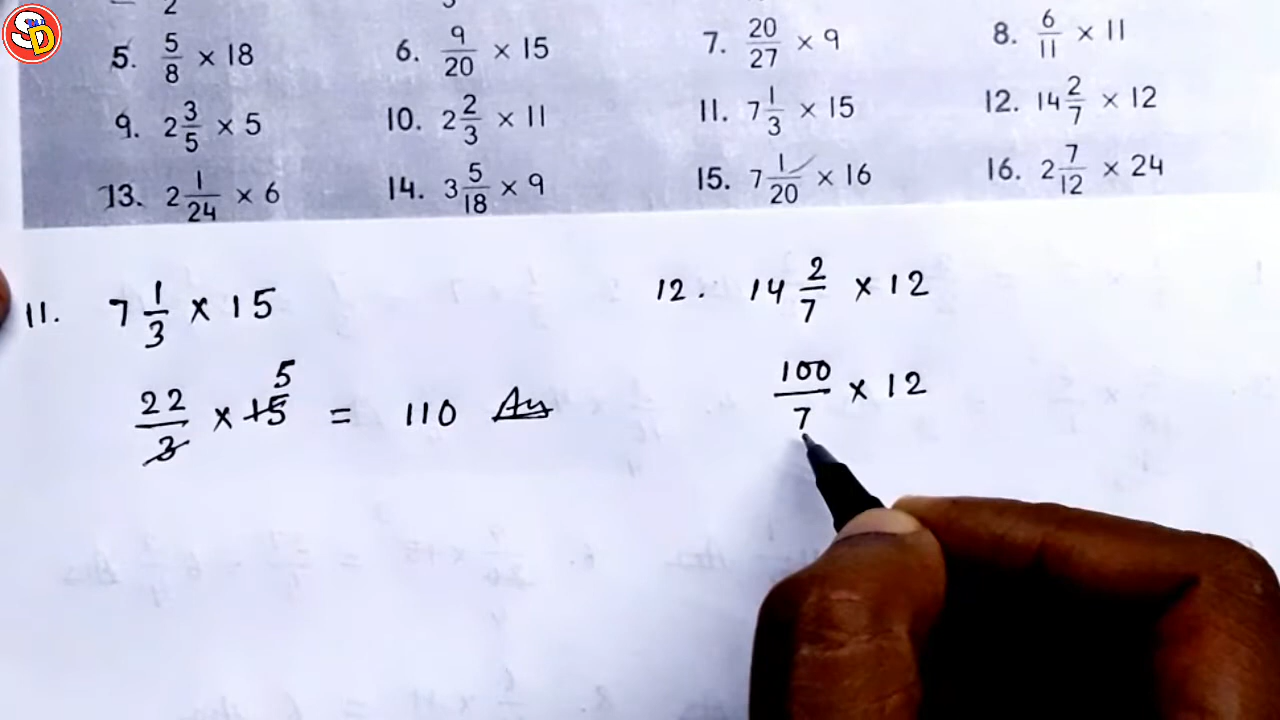 SD
2
5. 5/8 × 18 6. 9/20 × 15 7. 20/27 × 9 8. 6/11 × 11
9. 2 3/5 × 5 10. 2 2/3 × 11 11. 7 1/3 × 15 12. 14 2/7 × 12
13. 2 1/24 × 6 14. 3 5/18 × 9 15. 7 1/20 × 16 16. 2 7/12 × 24
11. 7 1/3 × 15
22/3 × 15 5 = 110 Ans
12. 14 2/7 × 12
100/7 × 12